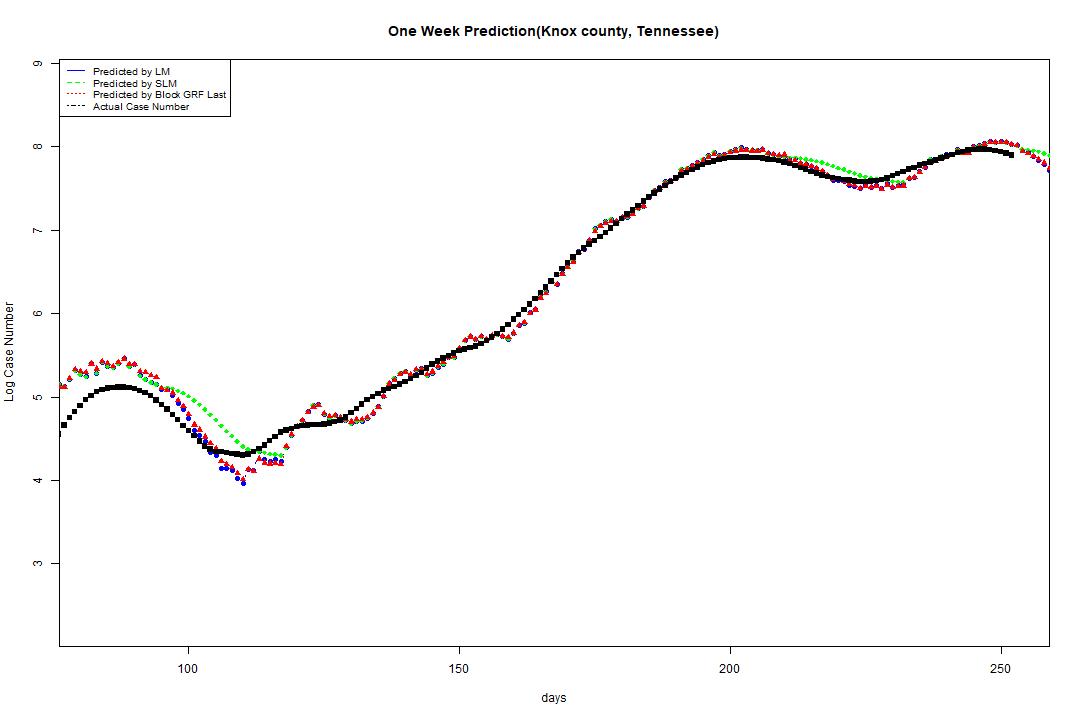 One Week Prediction(Knox county, Tennessee)
Predicted by LM
Predicted by SLM
Predicted by Block GRF Last
Actual Case Number
9
8
7
6
5
4
3
Log Case Number
100 150 200 250
days